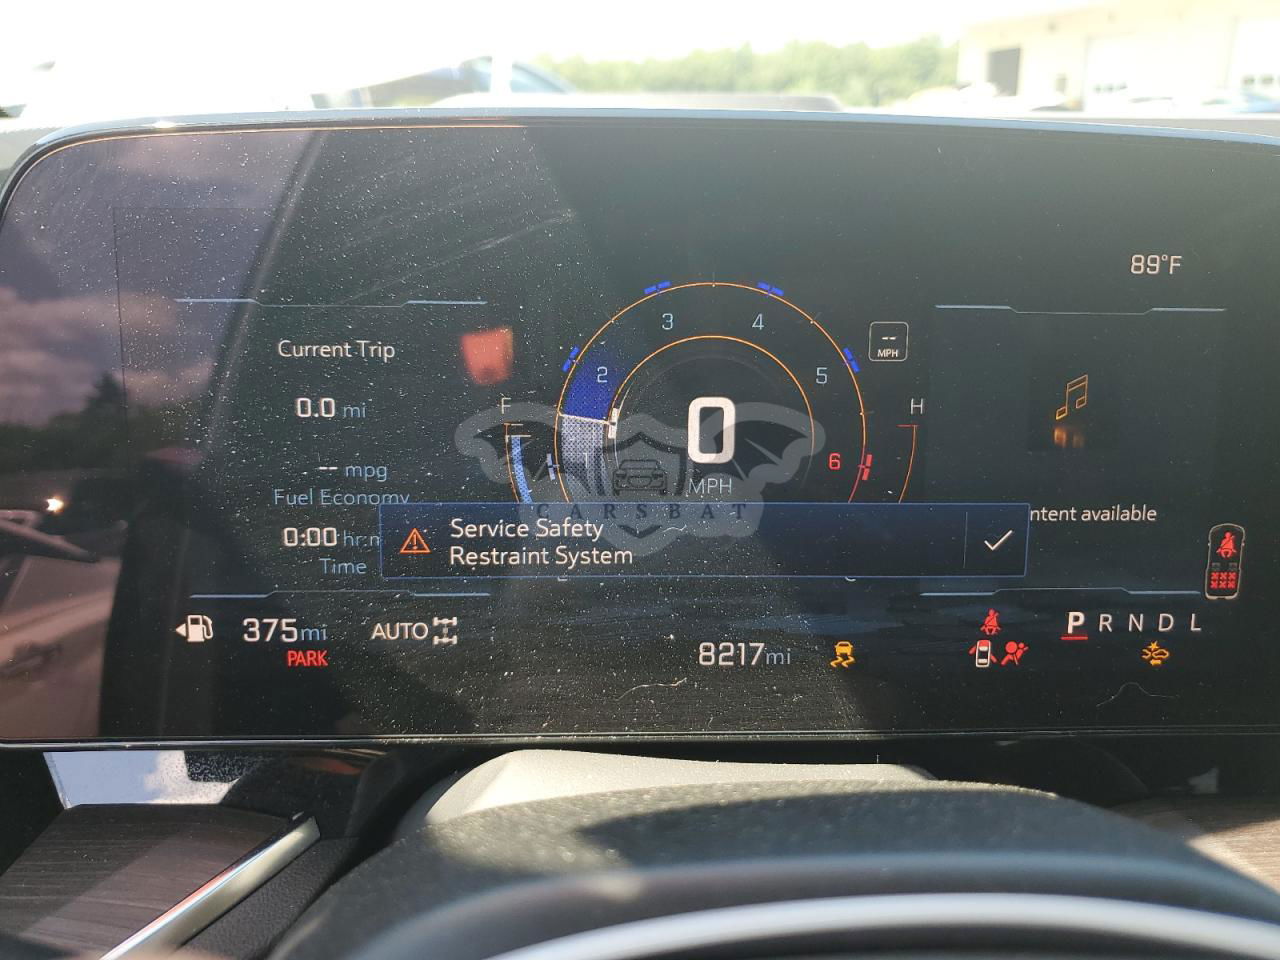 89°F
3 4
Current Trip
-- MPH
2 5
0.0 mi
F
0
H
1
6
-- mpg
MPH
Fuel Economy
CARSBAT
0:00 hr:m
Service Safety
Restraint System
ntent available
Time
375mi
AUTO
P R N D L
PARK
8217mi